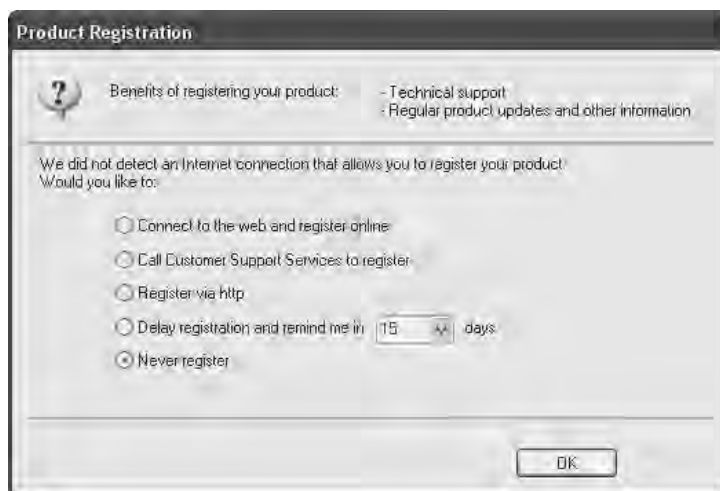 Product Registration
?
Benefits of registering your product:
- Technical support
- Regular product updates and other information
We did not detect an Internet connection that allows you to register your product
Would you like to:
Connect to the web and register online
Call Customer Support Services to register
Register via http
Delay registration and remind me in 15 days
Never register
OK